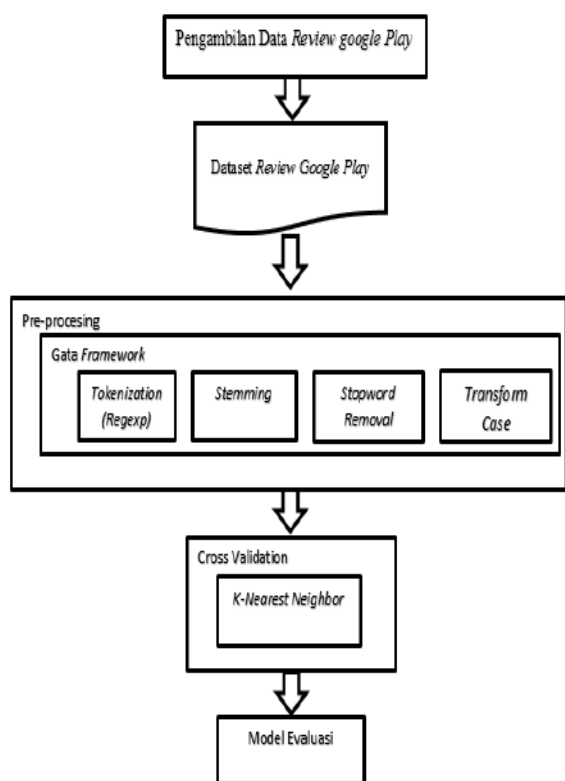 Pengambilan Data Review google Play
Dataset Review Google Play
Pre-procesing
Gata Framework
Tokenization
(Regexp)
Stemming
Stopword
Removal
Transform
Case
Cross Validation
K-Nearest Neighbor
Model Evaluasi